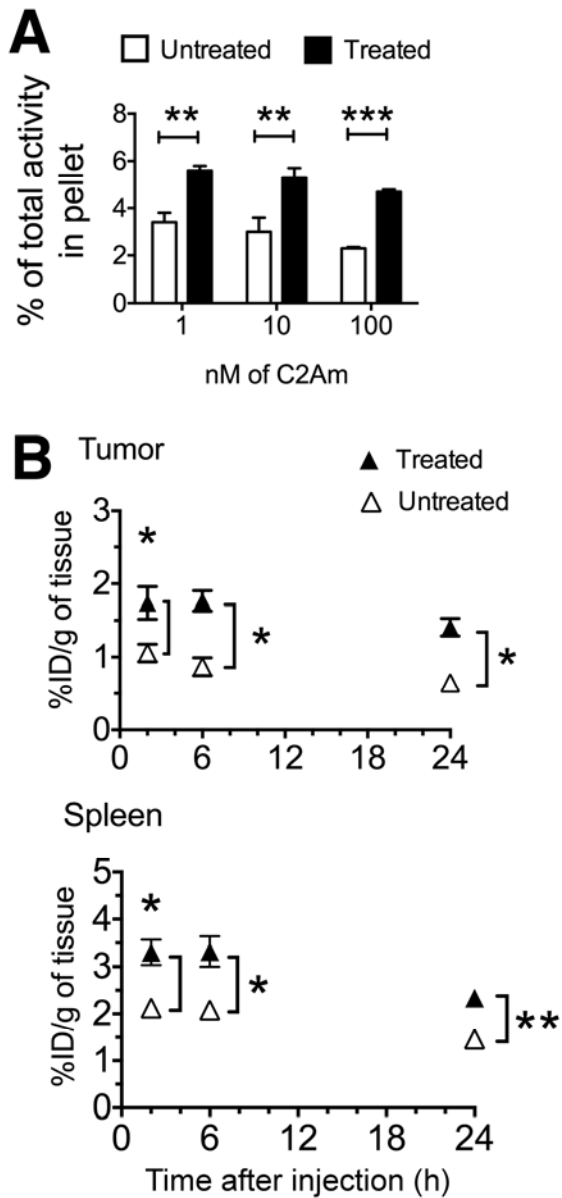 A
Untreated Treated
% of total activity
in pellet
8
6
4
2
0
** ** ***
1 10 100
nM of C2Am
B Tumor
Treated
Untreated
%ID/g of tissue
3
2
1
0
* * *
0 6 12 18 24
Spleen
%ID/g of tissue
5
4
3
2
1
0
* * **
0 6 12 18 24
Time after injection (h)